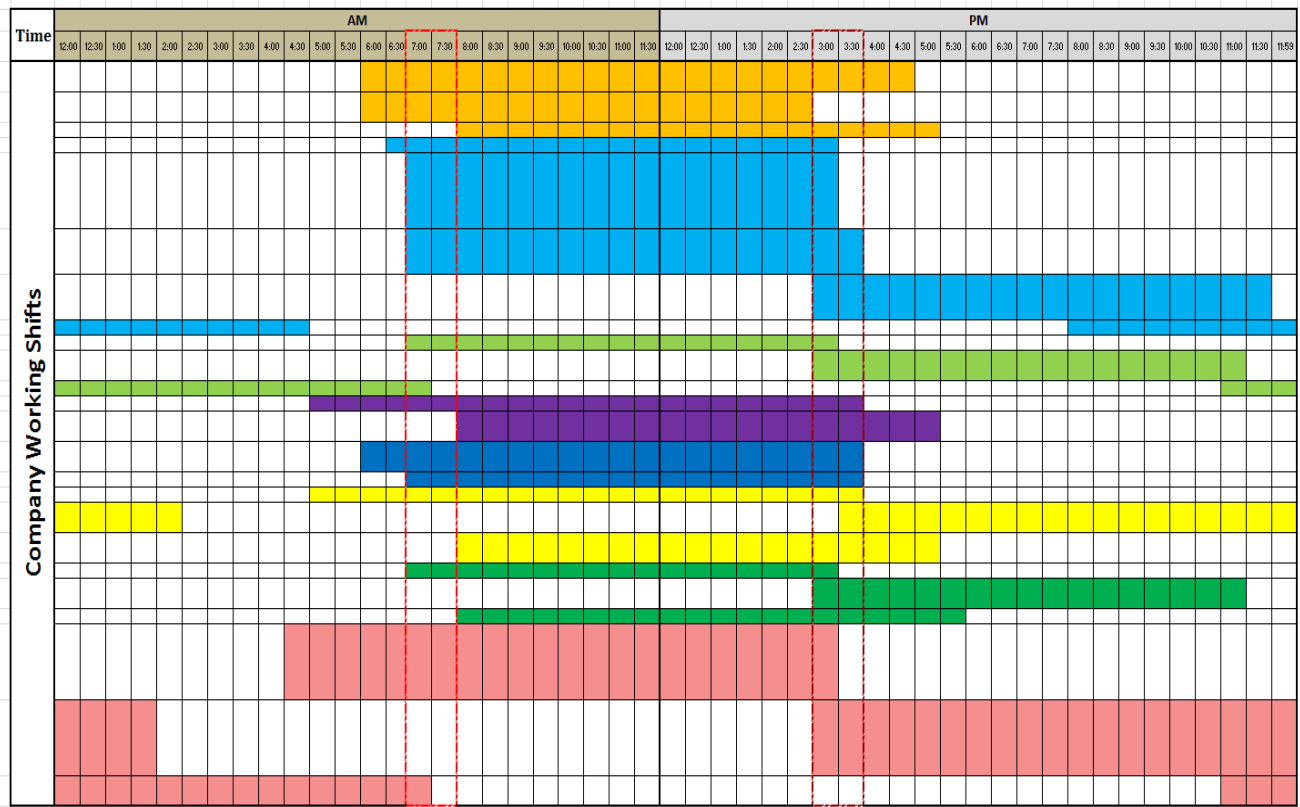 AM PM
Time
12:00 12:30 1:00 1:30 2:00 2:30 3:00 3:30 4:00 4:30 5:00 5:30 6:00 6:30 7:00 7:30 8:00 8:30 9:00 9:30 10:00 10:30 11:00 11:30 12:00 12:30 1:00 1:30 2:00 2:30 3:00 3:30 4:00 4:30 5:00 5:30 6:00 6:30 7:00 7:30 8:00 8:30 9:00 9:30 10:00 10:30 11:00 11:30 11:59
Company Working Shifts